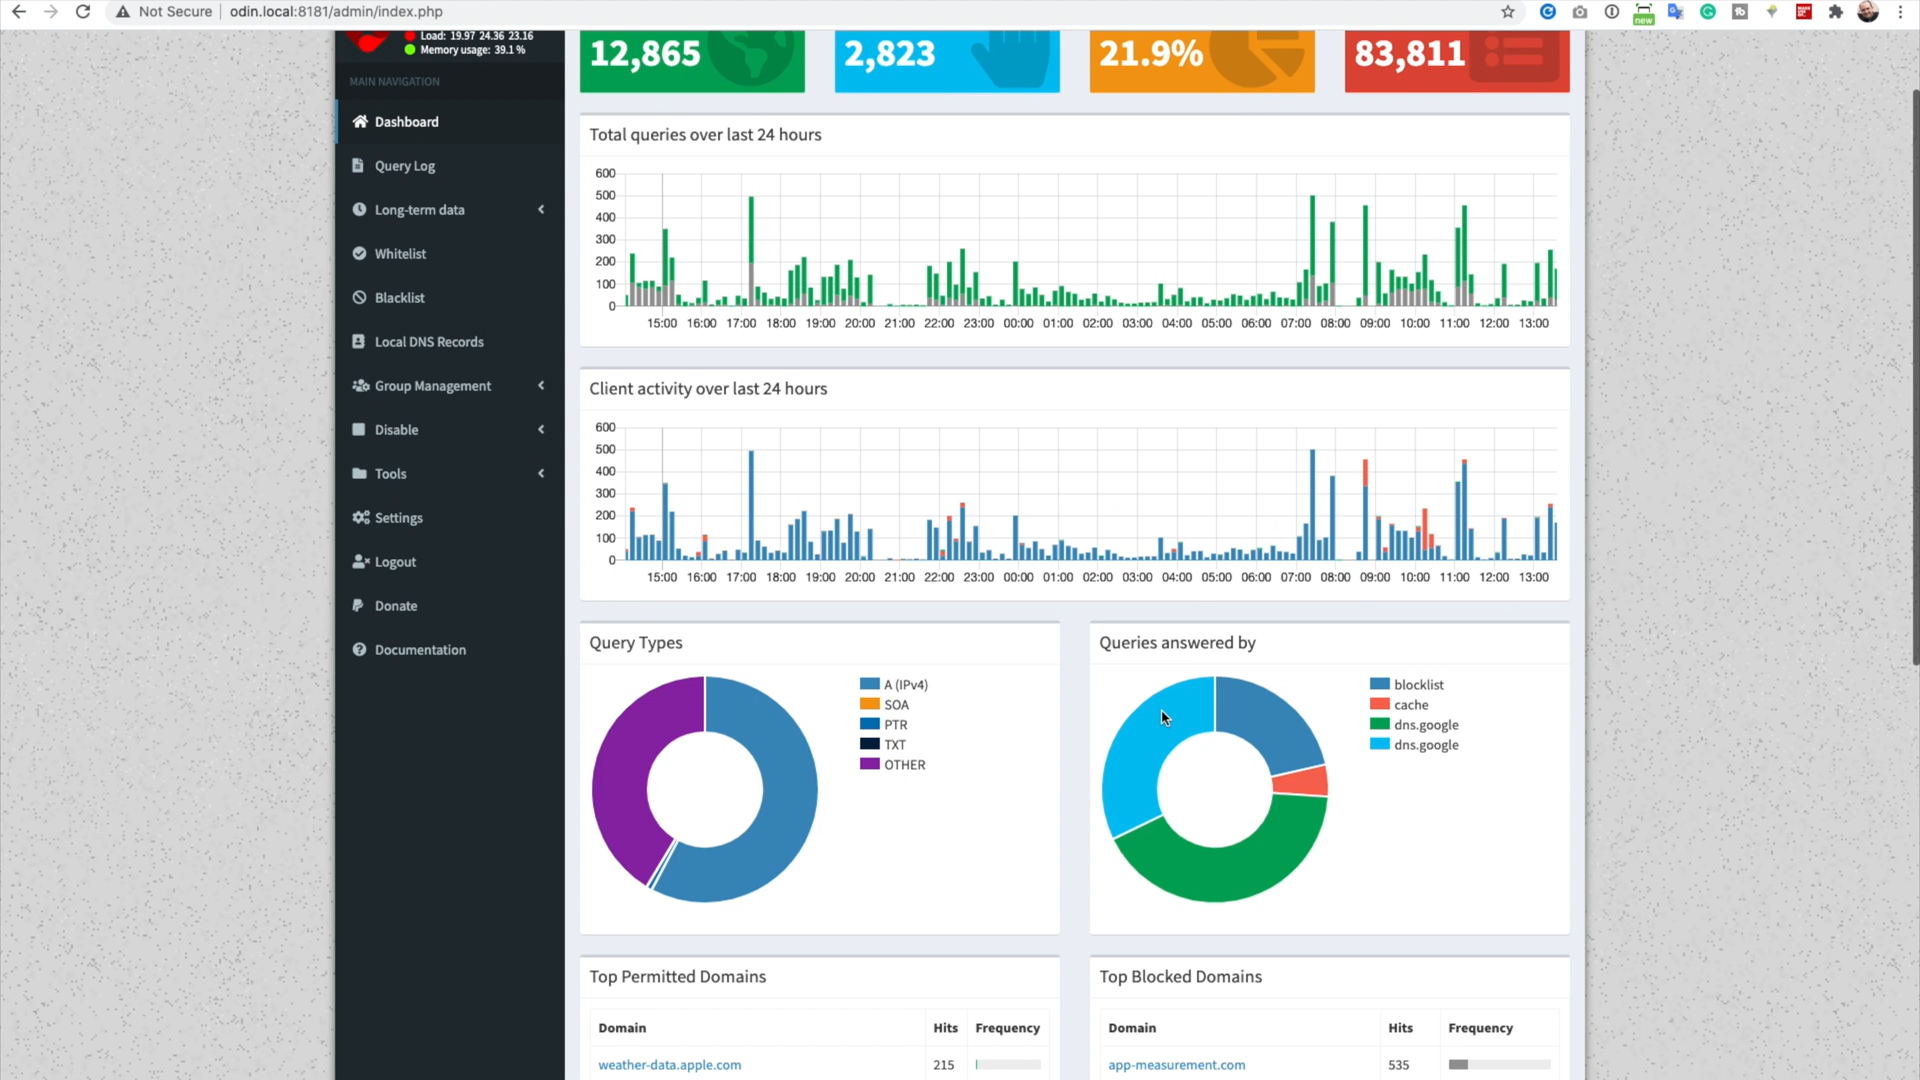 Not Secure odin.local:8181/admin/index.php
new
Load: 19.97 24.36 23.16
Memory usage: 39.1 %
12,865
2,823
21.9%
83,811
MAIN NAVIGATION
Dashboard
Query Log
Long-term data
Whitelist
Blacklist
Local DNS Records
Group Management
Disable
Tools
Settings
Logout
Donate
Documentation
Total queries over last 24 hours
600
500
400
300
200
100
0
15:00 16:00 17:00 18:00 19:00 20:00 21:00 22:00 23:00 00:00 01:00 02:00 03:00 04:00 05:00 06:00 07:00 08:00 09:00 10:00 11:00 12:00 13:00
Client activity over last 24 hours
600
500
400
300
200
100
0
15:00 16:00 17:00 18:00 19:00 20:00 21:00 22:00 23:00 00:00 01:00 02:00 03:00 04:00 05:00 06:00 07:00 08:00 09:00 10:00 11:00 12:00 13:00
Query Types
A (IPv4)
SOA
PTR
TXT
OTHER
Queries answered by
blocklist
cache
dns.google
dns.google
Top Permitted Domains
Domain Hits Frequency
weather-data.apple.com 215
Top Blocked Domains
Domain Hits Frequency
app-measurement.com 535